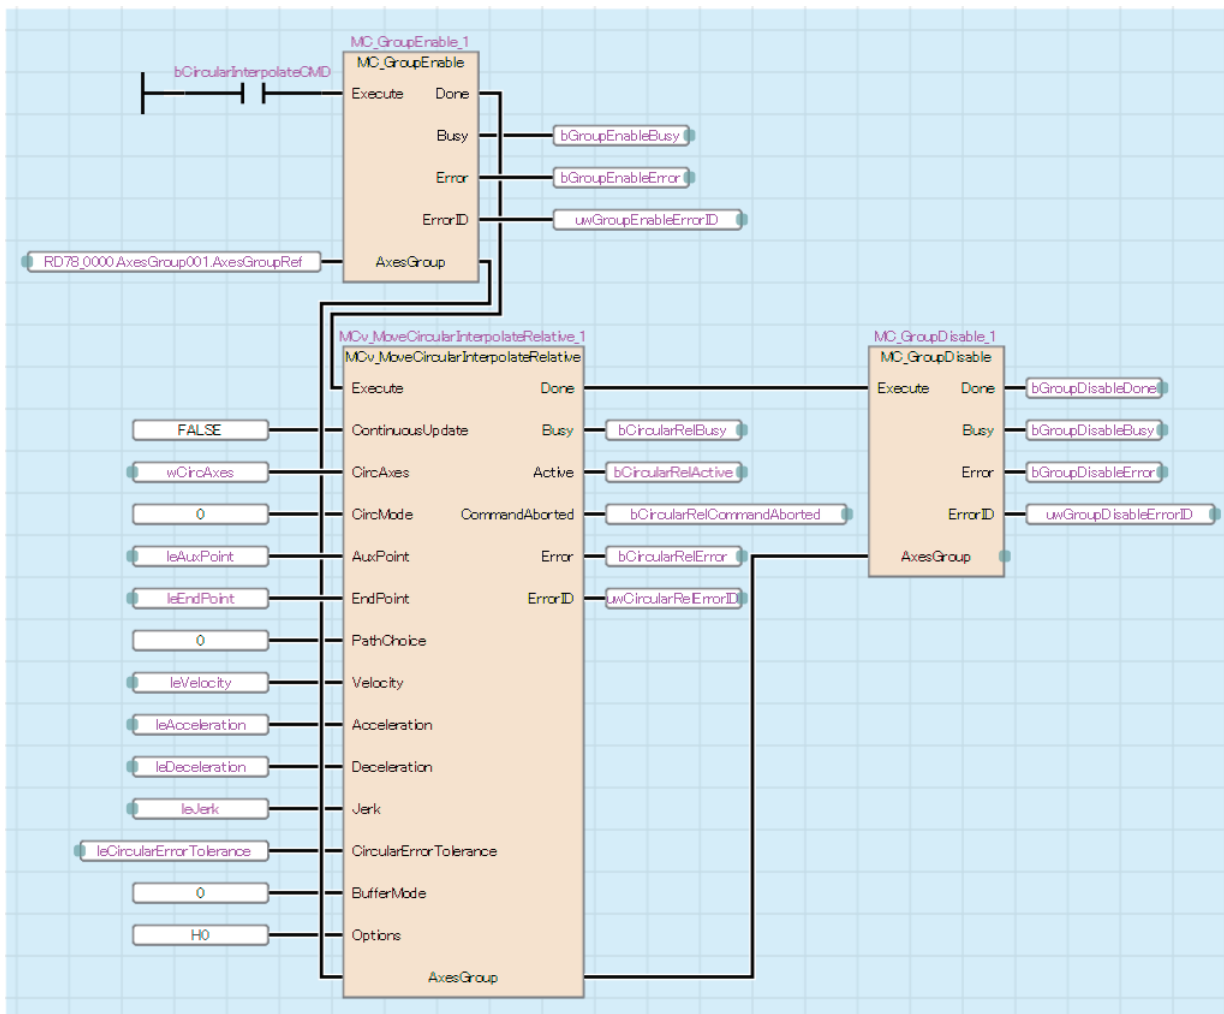 MC_GroupEnable_1
MC_GroupEnable
bCircularInterpolateCMD
Execute Done
Busy bGroupEnableBusy
Error bGroupEnableError
ErrorID uwGroupEnableErrorID
RD78_0000.AxesGroup001.AxesGroupRef AxesGroup
MCv_MoveCircularInterpolateRelative_1 MC_GroupDisable_1
MCv_MoveCircularInterpolateRelative MC_GroupDisable
Execute Done Execute Done bGroupDisableDone
FALSE ContinuousUpdate Busy bCircularRelBusy Busy bGroupDisableBusy
wCircAxes CircAxes Active bCircularRelActive Error bGroupDisableError
0 CircMode CommandAborted bCircularRelCommandAborted ErrorID uwGroupDisableErrorID
leAuxPoint AuxPoint Error bCircularRelError AxesGroup
leEndPoint EndPoint ErrorID uwCircularRelErrorID
0 PathChoice
leVelocity Velocity
leAcceleration Acceleration
leDeceleration Deceleration
leJerk Jerk
leCircularErrorTolerance CircularErrorTolerance
0 BufferMode
H0 Options
AxesGroup